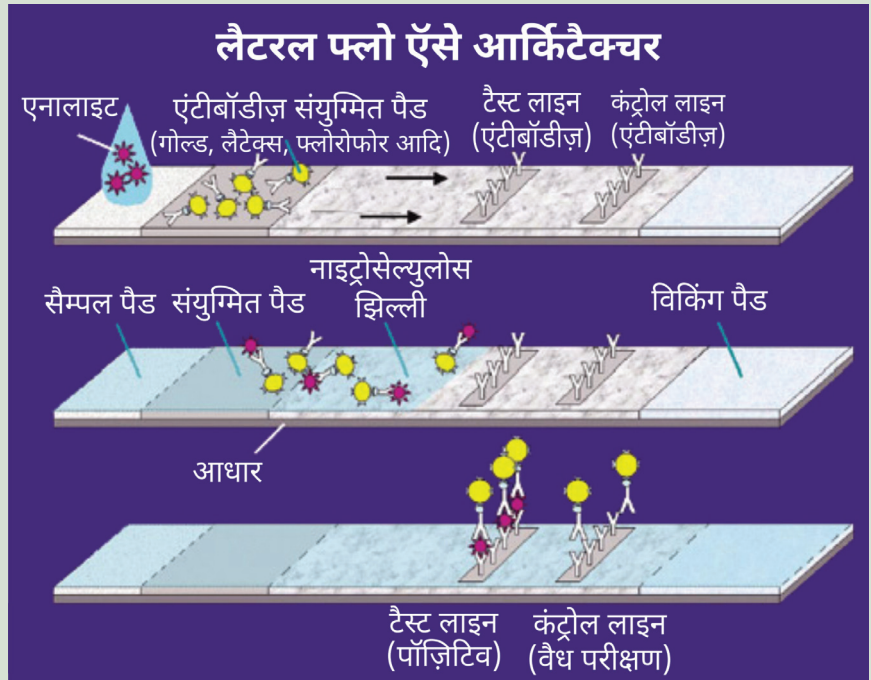 लैटरल फ्लो ऍसे आर्किटैक्चर
एनालाइट
एंटीबॉडीज़ संयुग्मित पैड
(गोल्ड, लैटेक्स, फ्लोरोफोर आदि)
टैस्ट लाइन
(एंटीबॉडीज़)
कंट्रोल लाइन
(एंटीबॉडीज़)
सैम्पल पैड
संयुग्मित पैड
नाइट्रोसेल्युलोस
झिल्ली
विकिंग पैड
आधार
टैस्ट लाइन
(पॉज़िटिव)
कंट्रोल लाइन
(वैध परीक्षण)